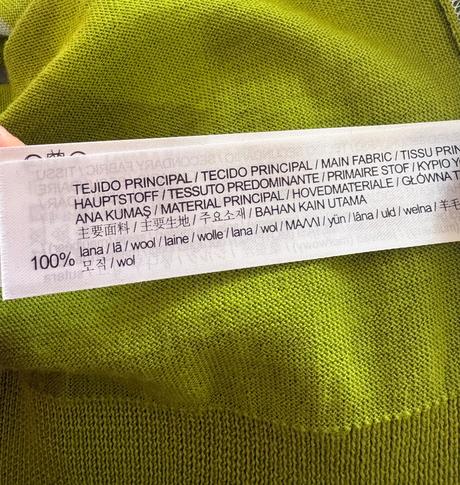 TEJIDO PRINCIPAL / TECIDO PRINCIPAL / MAIN FABRIC / TISSU PRIN
HAUPTSTOFF / TESSUTO PREDOMINANTE / PRIMAIRE STOF / ΚΥΡΙΟ Υ
ANA KUMAŞ / MATERIAL PRINCIPAL / HOVEDMATERIALE / GŁÓWNA T
主要面料 / 主要生地 / 주요소재 / BAHAN KAIN UTAMA
100% lana / lã / wool / laine / wolle / lana / wol / ΜΑΛΛΙ / yün / lâna / uld / wełna / 羊毛
모직 / wol